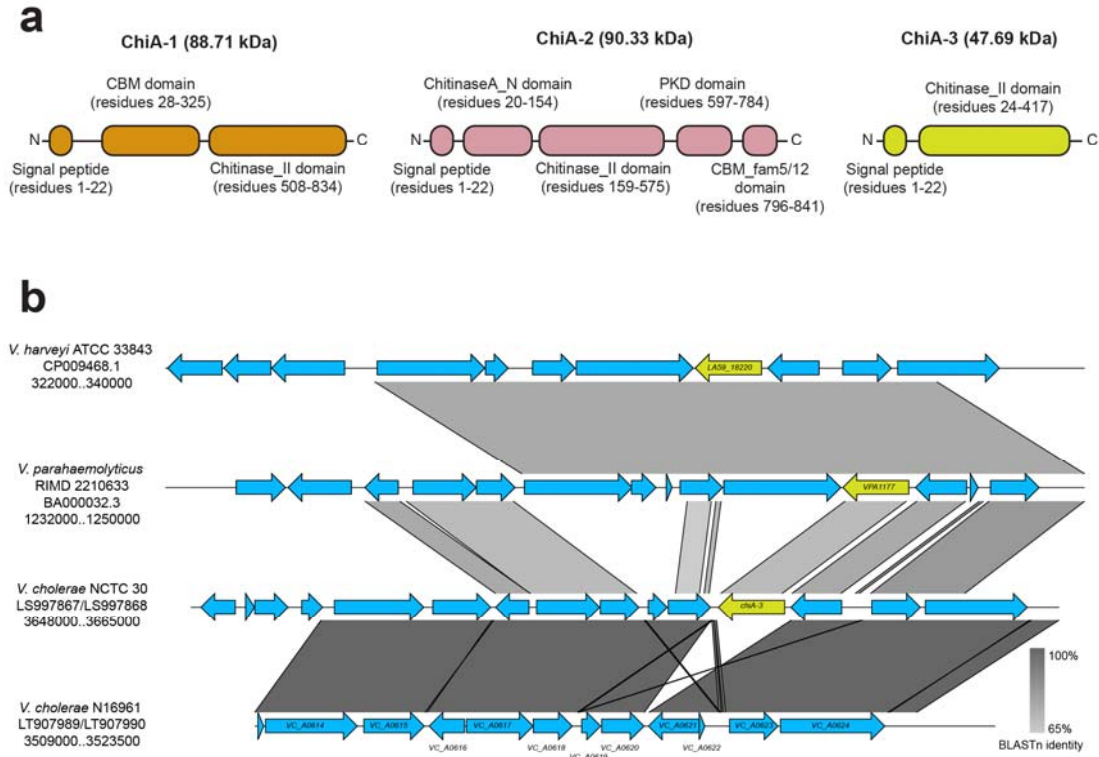 a
ChiA-1 (88.71 kDa)
CBM domain
(residues 28-325)
N
C
Signal peptide
(residues 1-22)
Chitinase_II domain
(residues 508-834)
ChiA-2 (90.33 kDa)
ChitinaseA_N domain
(residues 20-154)
PKD domain
(residues 597-784)
N
C
Signal peptide
(residues 1-22)
Chitinase_II domain
(residues 159-575)
CBM_fam5/12
domain
(residues 796-841)
ChiA-3 (47.69 kDa)
Chitinase_II domain
(residues 24-417)
N
C
Signal peptide
(residues 1-22)
b
V. harveyi ATCC 33843
CP009468.1
322000..340000
LA59_18220
V. parahaemolyticus
RIMD 2210633
BA000032.3
1232000..1250000
VPA1177
V. cholerae NCTC 30
LS997867/LS997868
3648000..3665000
chiA-3
V. cholerae N16961
LT907989/LT907990
3509000..3523500
VC_A0614
VC_A0615
VC_A0616
VC_A0617
VC_A0618
VC_A0620
VC_A0621
VC_A0622
VC_A0623
VC_A0624
100%
65%
BLASTn identity